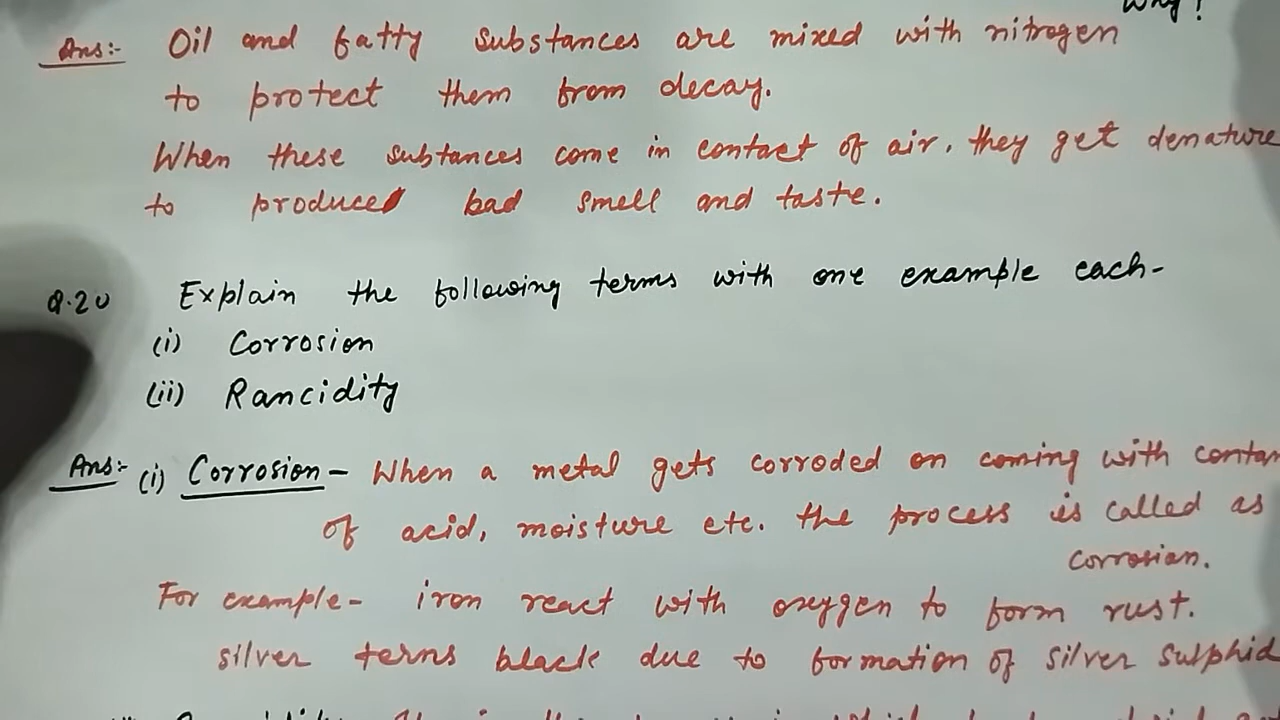 Why?
Ans:- Oil and fatty substances are mixed with nitrogen
to protect them from decay.
When these substances come in contact of air, they get denature
to produce bad smell and taste.
Q.20 Explain the following terms with one example each-
(i) Corrosion
(ii) Rancidity
Ans:- (i) Corrosion - When a metal gets corroded on coming with contac
of acid, moisture etc. the process is called as
corrosian.
For example- iron react with oxygen to form rust.
silver terns black due to formation of silver sulphid